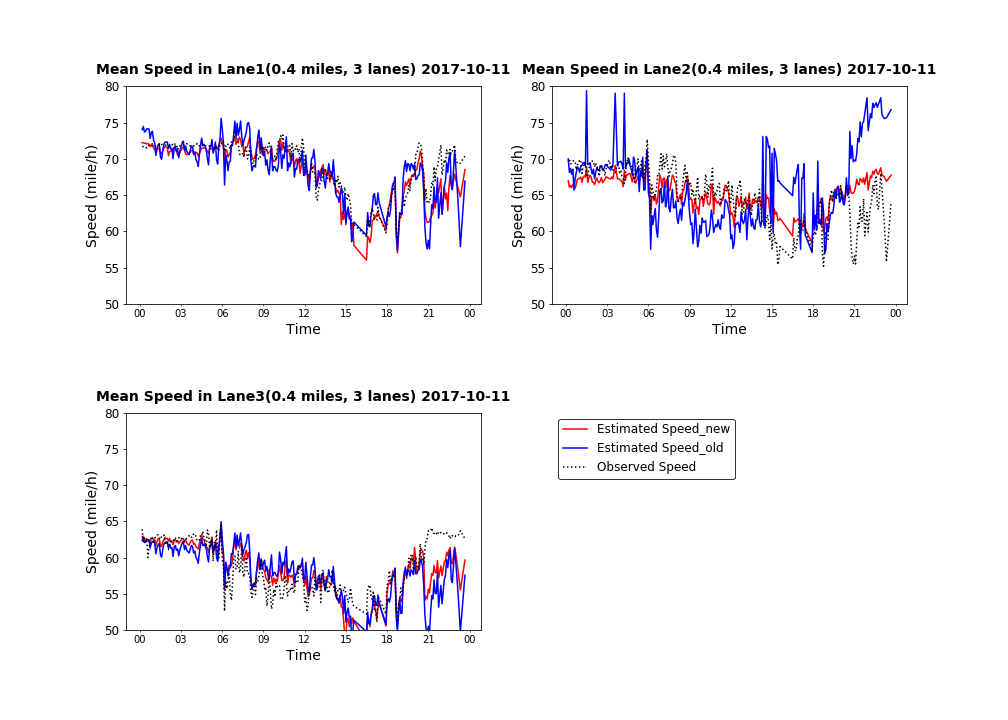 Mean Speed in Lane1(0.4 miles, 3 lanes) 2017-10-11
80
75
70
65
60
55
50
Speed (mile/h)
00 03 06 09 12 15 18 21 00
Time
Mean Speed in Lane2(0.4 miles, 3 lanes) 2017-10-11
80
75
70
65
60
55
50
Speed (mile/h)
00 03 06 09 12 15 18 21 00
Time
Mean Speed in Lane3(0.4 miles, 3 lanes) 2017-10-11
80
75
70
65
60
55
50
Speed (mile/h)
00 03 06 09 12 15 18 21 00
Time
Estimated Speed_new
Estimated Speed_old
Observed Speed